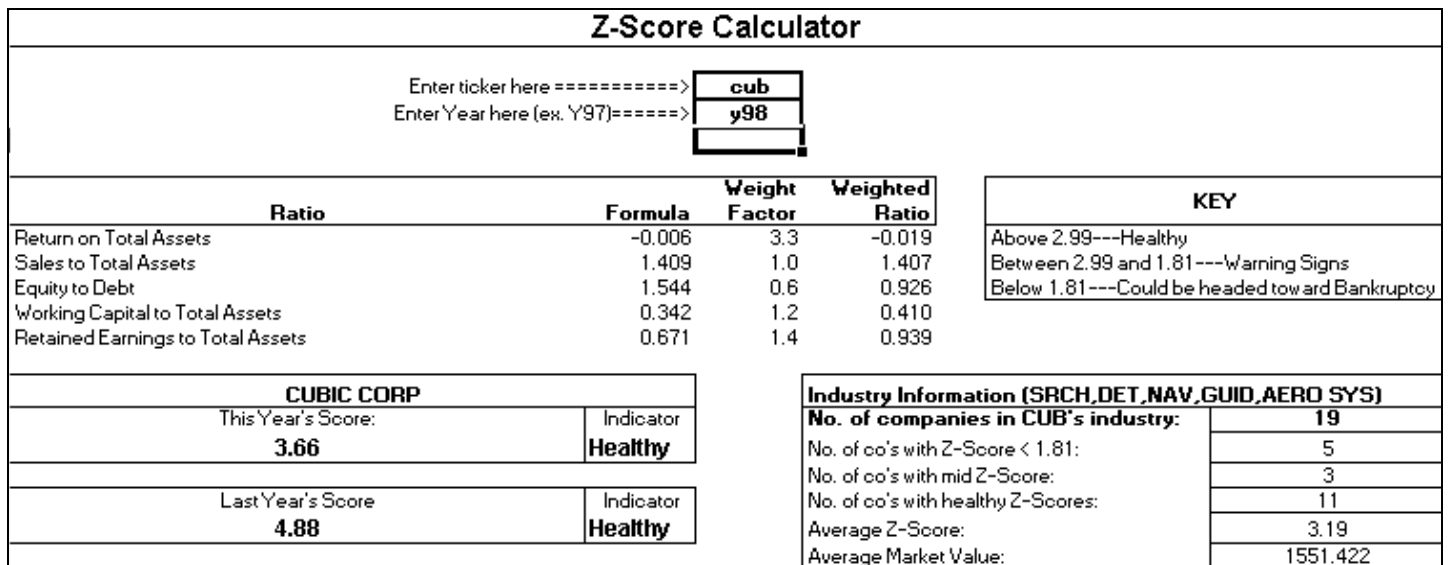 Z-Score Calculator
Enter ticker here ===========> cub
Enter Year here (ex. Y97)======> y98
Ratio Formula Weight Factor Weighted Ratio
Return on Total Assets -0.006 3.3 -0.019
Sales to Total Assets 1.409 1.0 1.407
Equity to Debt 1.544 0.6 0.926
Working Capital to Total Assets 0.342 1.2 0.410
Retained Earnings to Total Assets 0.671 1.4 0.939
KEY
Above 2.99---Healthy
Between 2.99 and 1.81---Warning Signs
Below 1.81---Could be headed toward Bankruptcy
CUBIC CORP
This Year's Score: Indicator
3.66 Healthy
Last Year's Score Indicator
4.88 Healthy
Industry Information (SRCH,DET,NAV,GUID,AERO SYS)
No. of companies in CUB's industry: 19
No. of co's with Z-Score < 1.81: 5
No. of co's with mid Z-Score: 3
No. of co's with healthy Z-Scores: 11
Average Z-Score: 3.19
Average Market Value: 1551.422